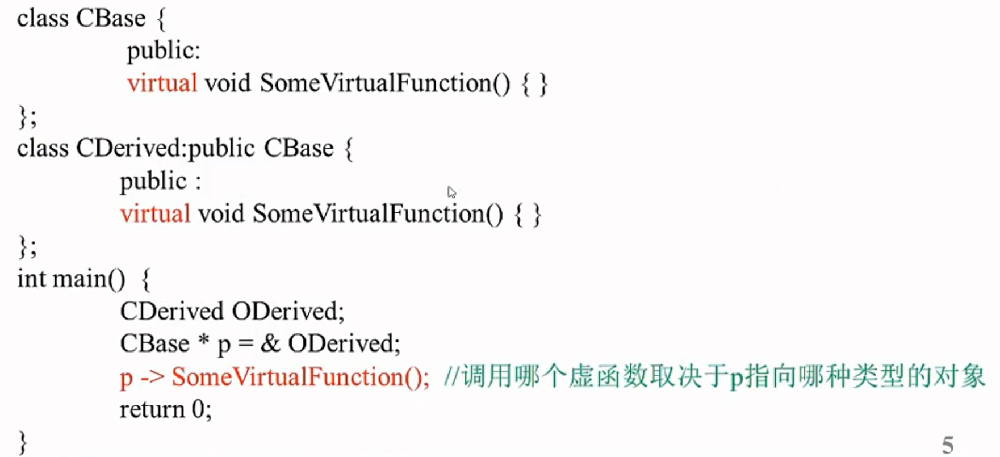 class CBase {
public:
virtual void SomeVirtualFunction() { }
};
class CDerived:public CBase {
public :
virtual void SomeVirtualFunction() { }
};
int main() {
CDerived ODerived;
CBase * p = & ODerived;
p -> SomeVirtualFunction(); //调用哪个虚函数取决于p指向哪种类型的对象
return 0;
}
5